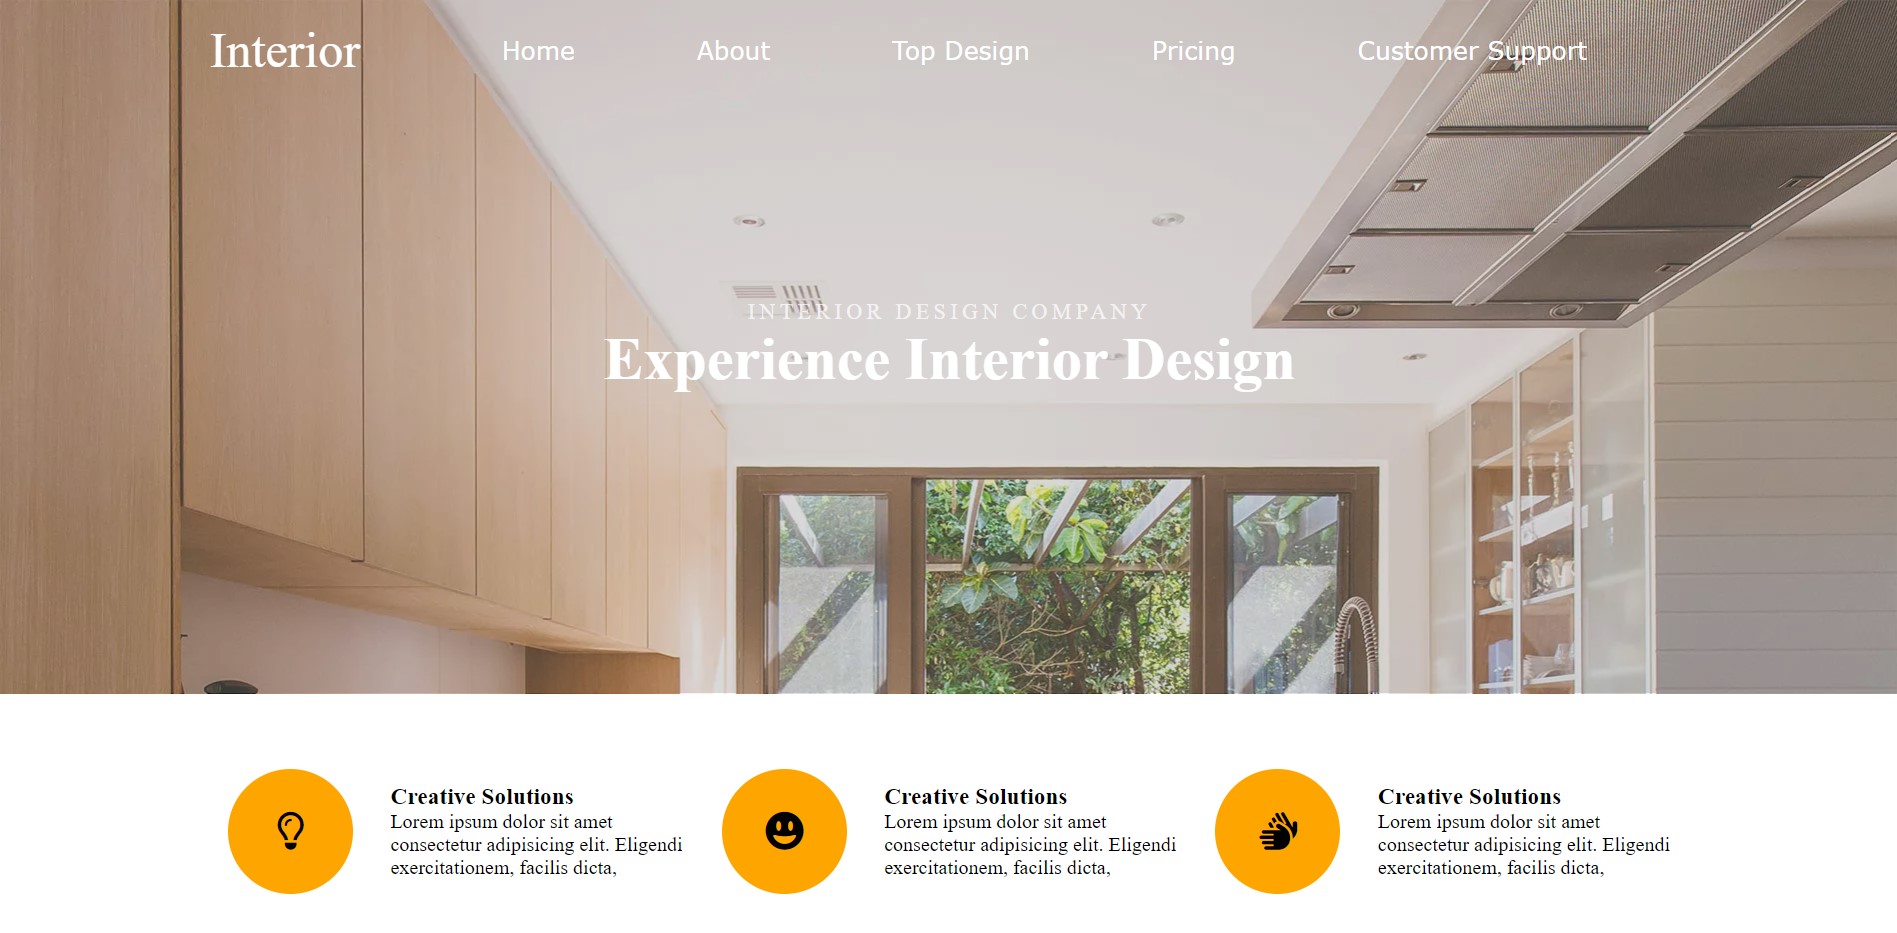 Interior
Home
About
Top Design
Pricing
Customer Support
INTERIOR DESIGN COMPANY
Experience Interior Design
Creative Solutions
Lorem ipsum dolor sit amet
consectetur adipisicing elit. Eligendi
exercitationem, facilis dicta,
Creative Solutions
Lorem ipsum dolor sit amet
consectetur adipisicing elit. Eligendi
exercitationem, facilis dicta,
Creative Solutions
Lorem ipsum dolor sit amet
consectetur adipisicing elit. Eligendi
exercitationem, facilis dicta,